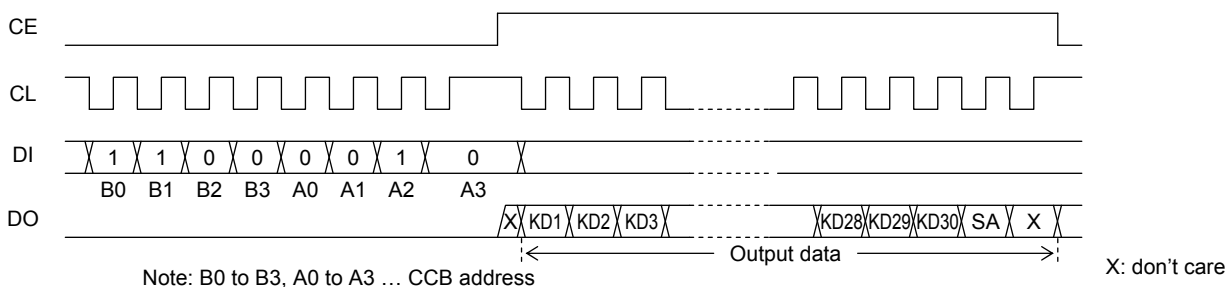 CE
CL
DI 1 1 0 0 0 0 1 0
B0 B1 B2 B3 A0 A1 A2 A3
DO X KD1 KD2 KD3 KD28 KD29 KD30 SA X
Output data
X: don't care
Note: B0 to B3, A0 to A3 … CCB address